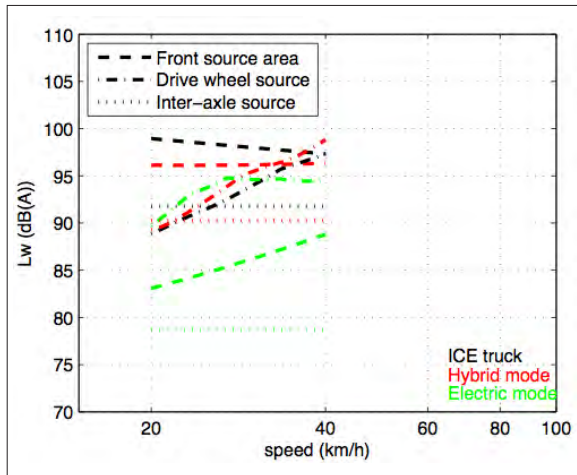 110
105
100
95
90
85
80
75
70
Lw (dB(A))
Front source area
Drive wheel source
Inter-axle source
ICE truck
Hybrid mode
Electric mode
20 40 60 80 100
speed (km/h)